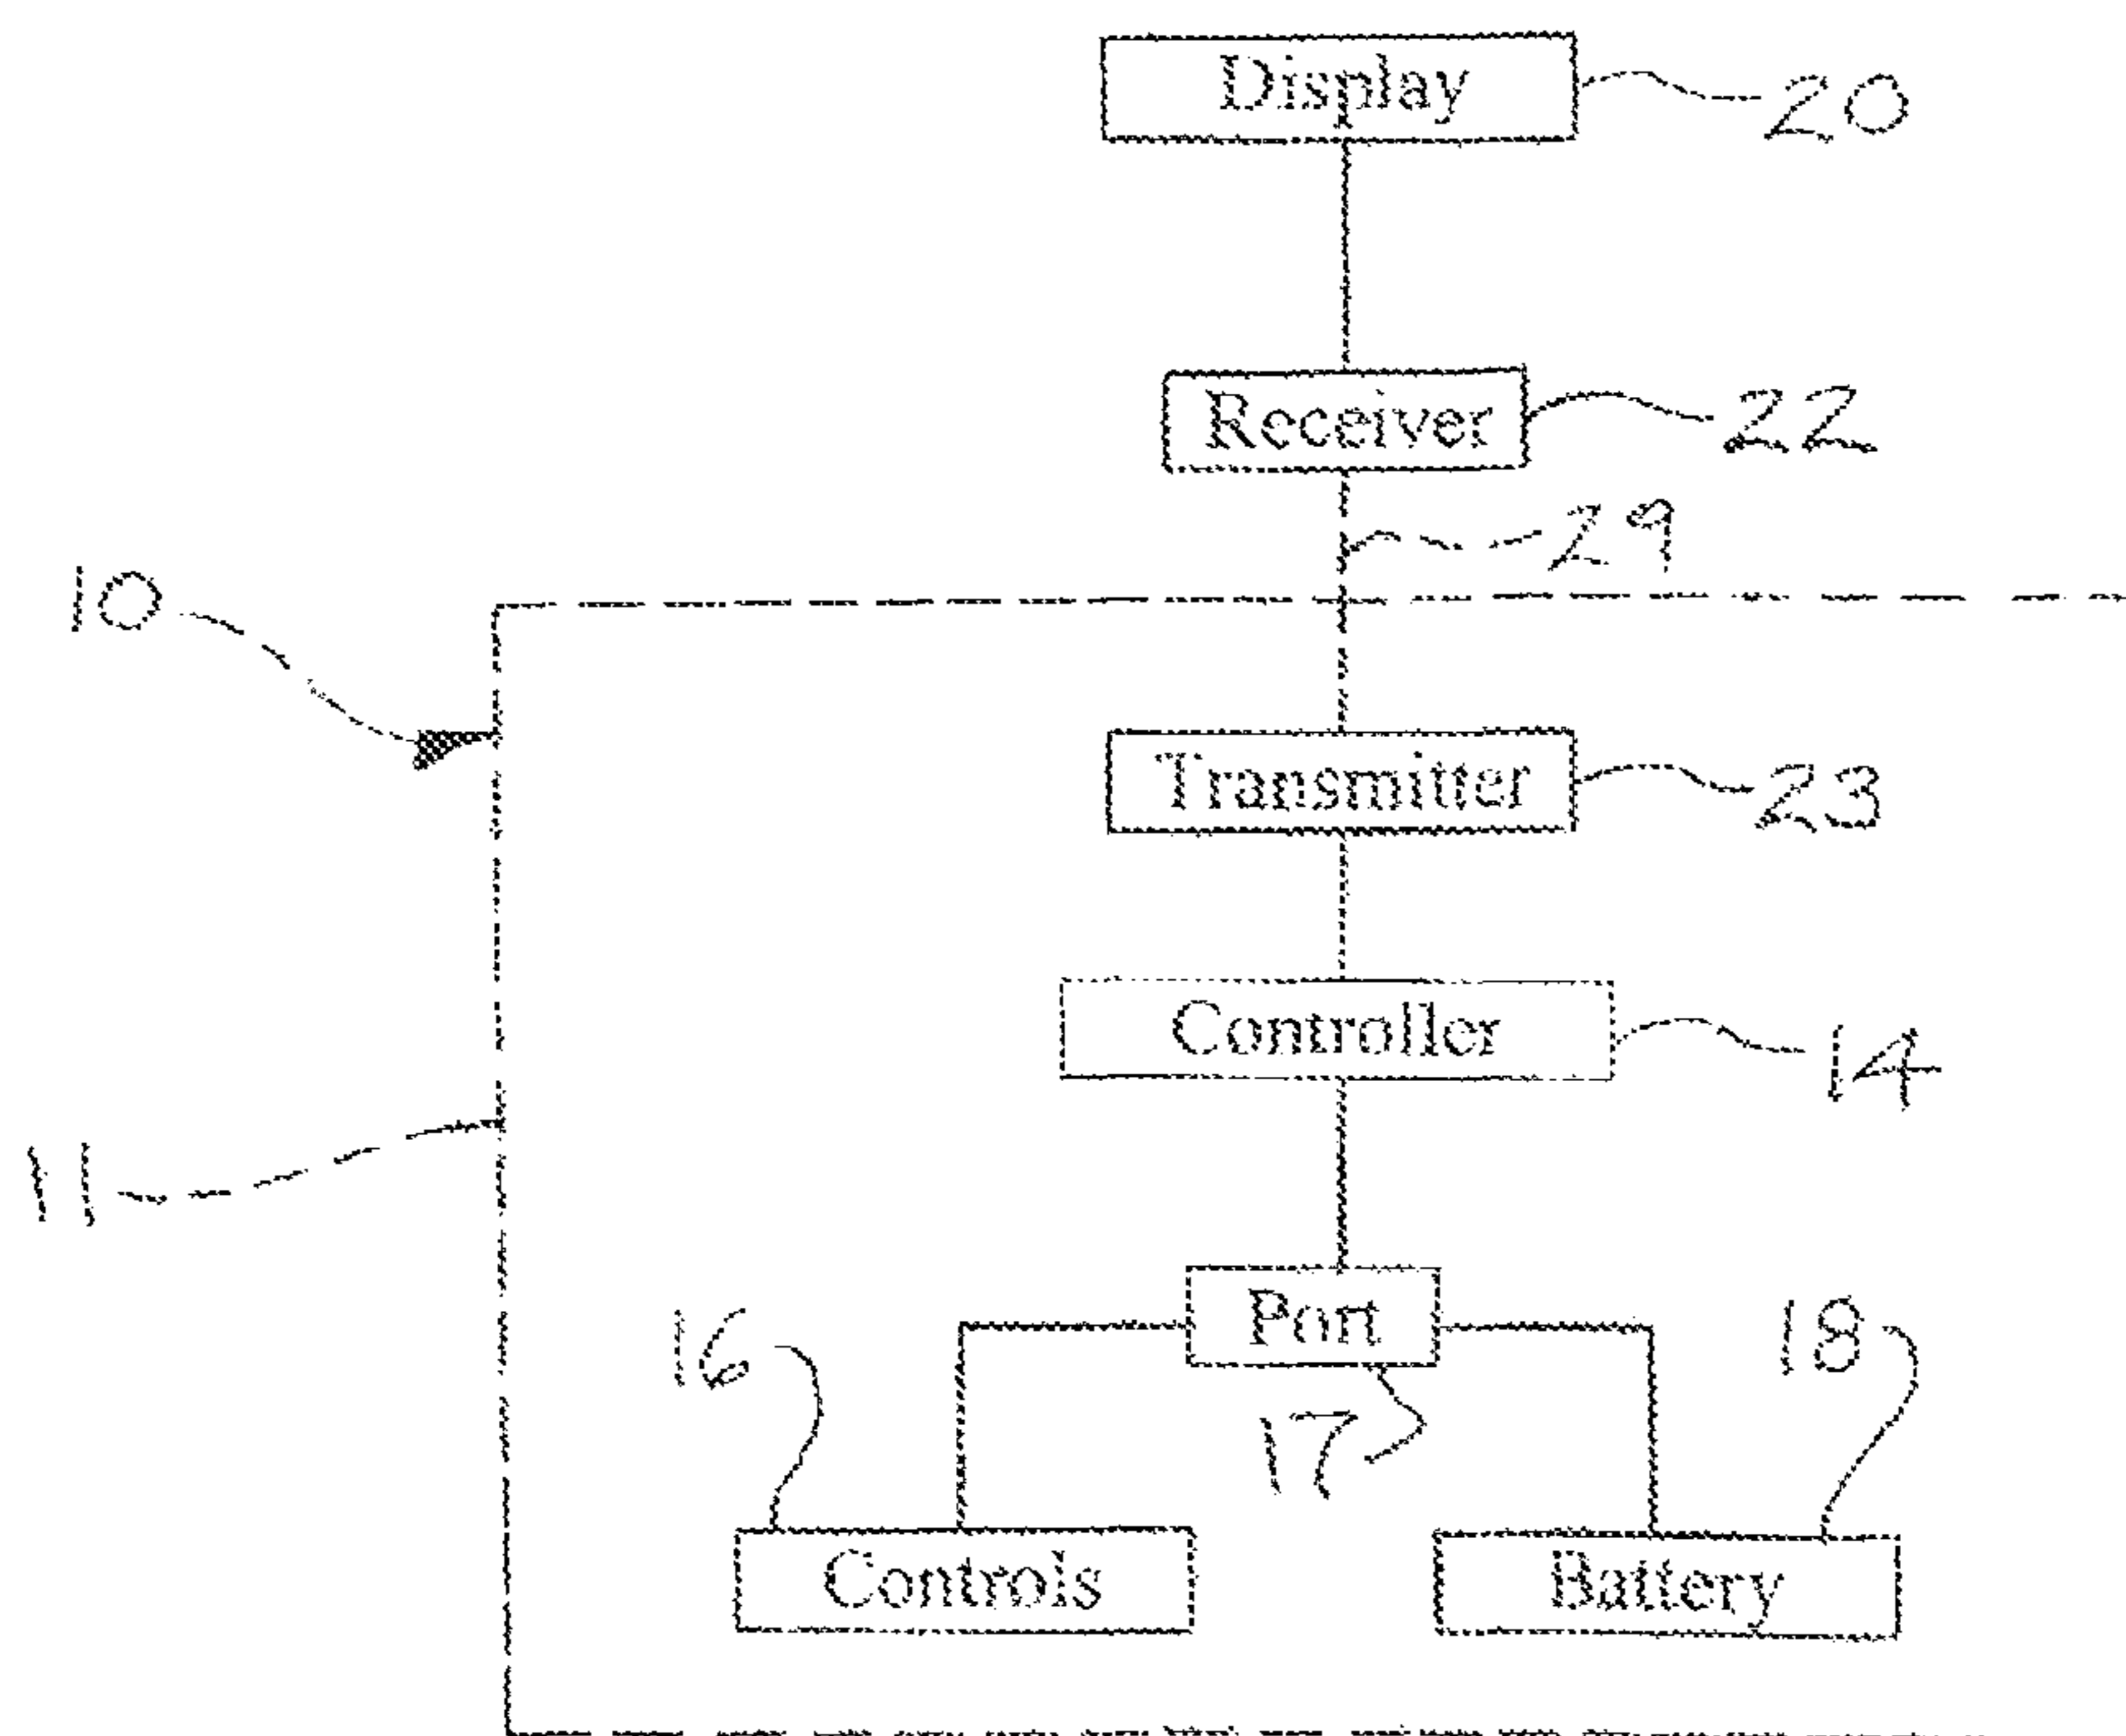 Display 20
Receiver 22
29
10
Transmitter 23
Controller 14
11
Port
16
18
17
Controls
Battery